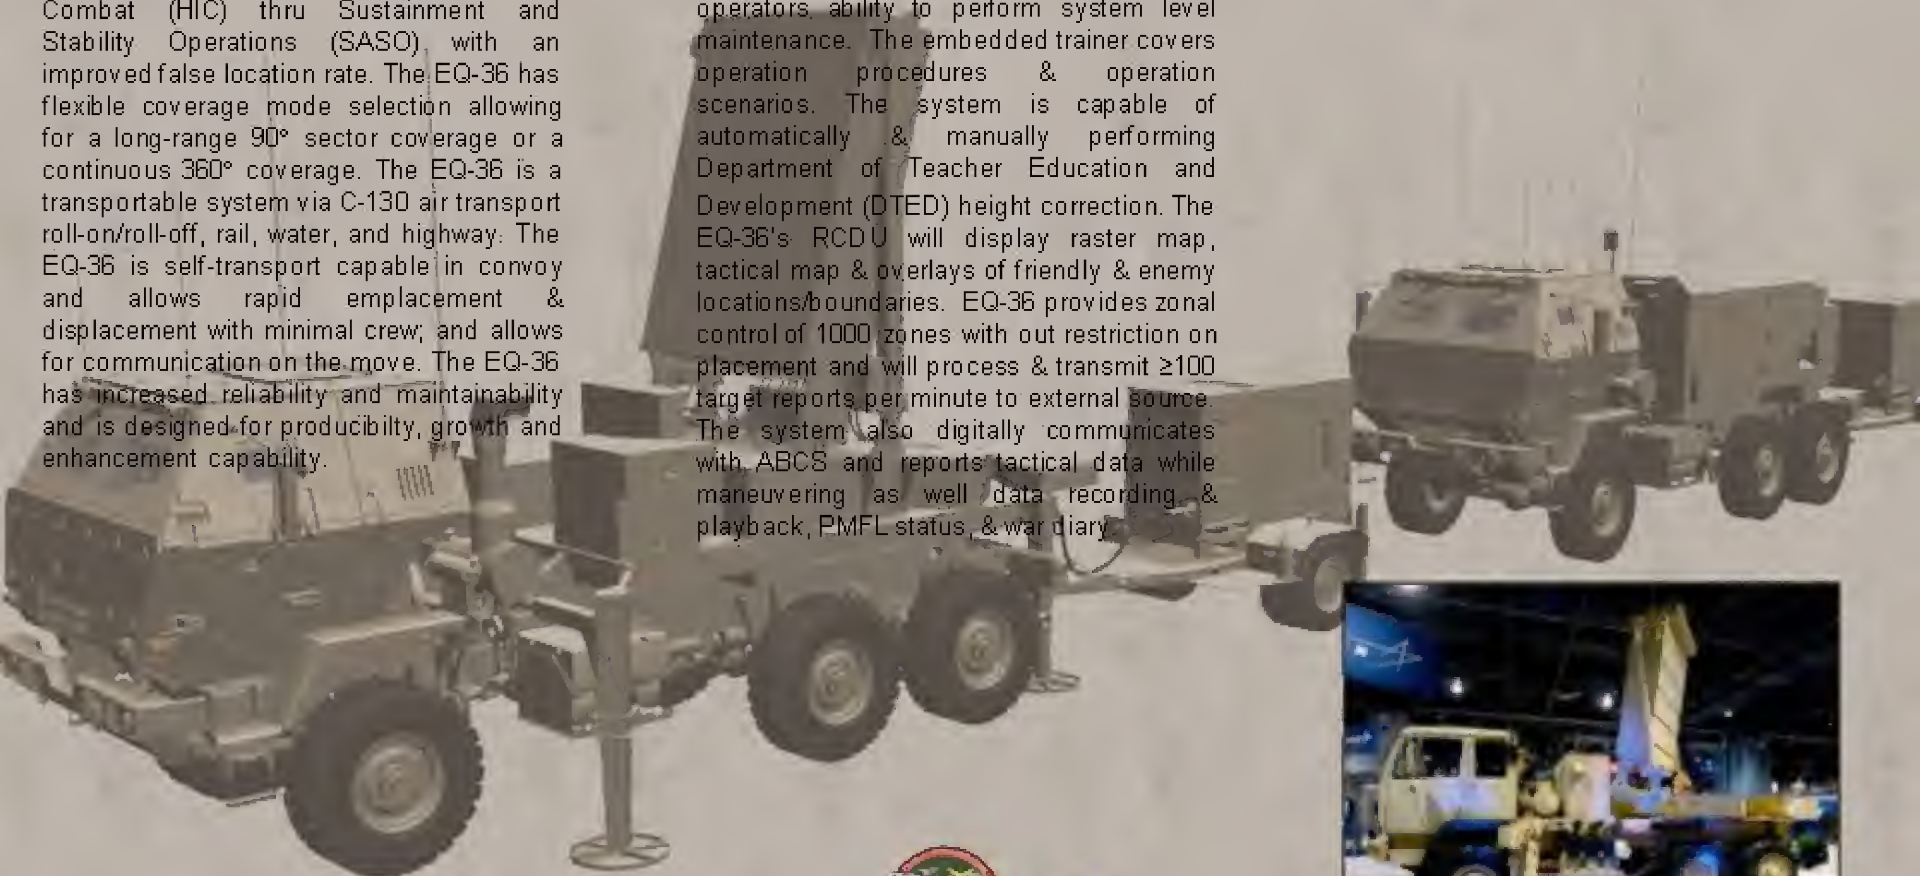 Combat (HIC) thru Sustainment and
Stability Operations (SASO) with an
improved false location rate. The EQ-36 has
flexible coverage mode selection allowing
for a long-range 90° sector coverage or a
continuous 360° coverage. The EQ-36 is a
transportable system via C-130 air transport
roll-on/roll-off, rail, water, and highway. The
EQ-36 is self-transport capable in convoy
and allows rapid emplacement &
displacement with minimal crew; and allows
for communication on the move. The EQ-36
has increased reliability and maintainability
and is designed for producibilty, growth and
enhancement capability.
operators ability to perform system level
maintenance. The embedded trainer covers
operation procedures & operation
scenarios. The system is capable of
automatically & manually performing
Department of Teacher Education and
Development (DTED) height correction. The
EQ-36's RCDU will display raster map,
tactical map & overlays of friendly & enemy
locations/boundaries. EQ-36 provides zonal
control of 1000 zones with out restriction on
placement and will process & transmit ≥100
target reports per minute to external source.
The system also digitally communicates
with ABCS and reports tactical data while
maneuvering as well data recording &
playback, PMFL status, & war diary.